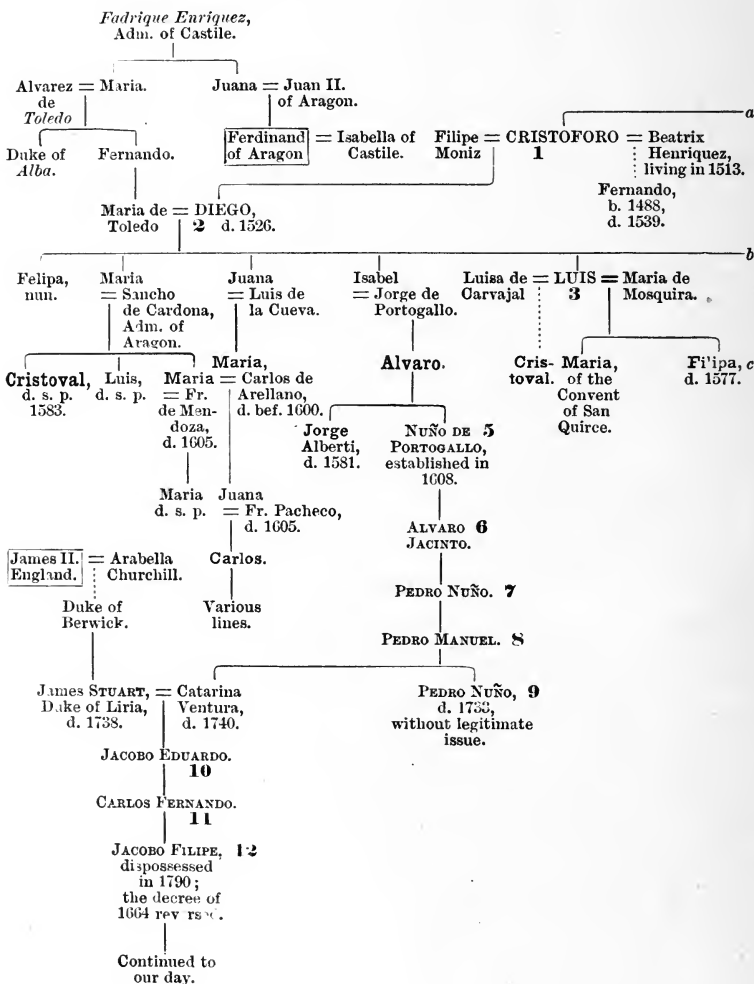 Fadrique Enriquez,
Adm. of Castile.
Alvarez = Maria.
de
Toledo
Juana = Juan II.
of Aragon.
a
Duke of
Alba.
Fernando.
Ferdinand
of Aragon
= Isabella of
Castile.
Filipe = CRISTOFORO = Beatrix
Moniz 1 Henriquez,
living in 1513.
Fernando,
b. 1488,
d. 1539.
Maria de = DIEGO,
Toledo 2 d. 1526.
b
Felipa,
nun.
Maria
= Sancho
de Cardona,
Adm. of
Aragon.
Juana
= Luis de
la Cueva.
Isabel
= Jorge de
Portogallo.
Luisa de = LUIS = Maria de
Carvajal 3 Mosquira.
Cristoval,
d. s. p.
1583.
Luis,
d. s. p.
Maria
= Fr.
de Men-
doza,
d. 1605.
Maria,
= Carlos de
Arellano,
d. bef. 1600.
Alvaro.
Cris-
toval.
Maria,
of the
Convent
of San
Quirce.
Fi'ipa, c
d. 1577.
Jorge
Alberti,
d. 1581.
NUÑO DE 5
PORTOGALLO,
established in
1608.
Maria
d. s. p.
Juana
= Fr. Pacheco,
d. 1605.
ALVARO 6
JACINTO.
James II.
England.
= Arabella
Churchill.
Carlos.
Duke of
Berwick.
Various
lines.
PEDRO NUÑO. 7
PEDRO MANUEL. 8
James STUART, = Catarina
Duke of Liria, Ventura,
d. 1738. d. 1740.
PEDRO NUÑO, 9
d. 1733,
without legitimate
issue.
JACOBO EDUARDO.
10
CARLOS FERNANDO.
11
JACOBO FILIPE, 12
dispossessed
in 1790;
the decree of
1664
Continued to
our day.